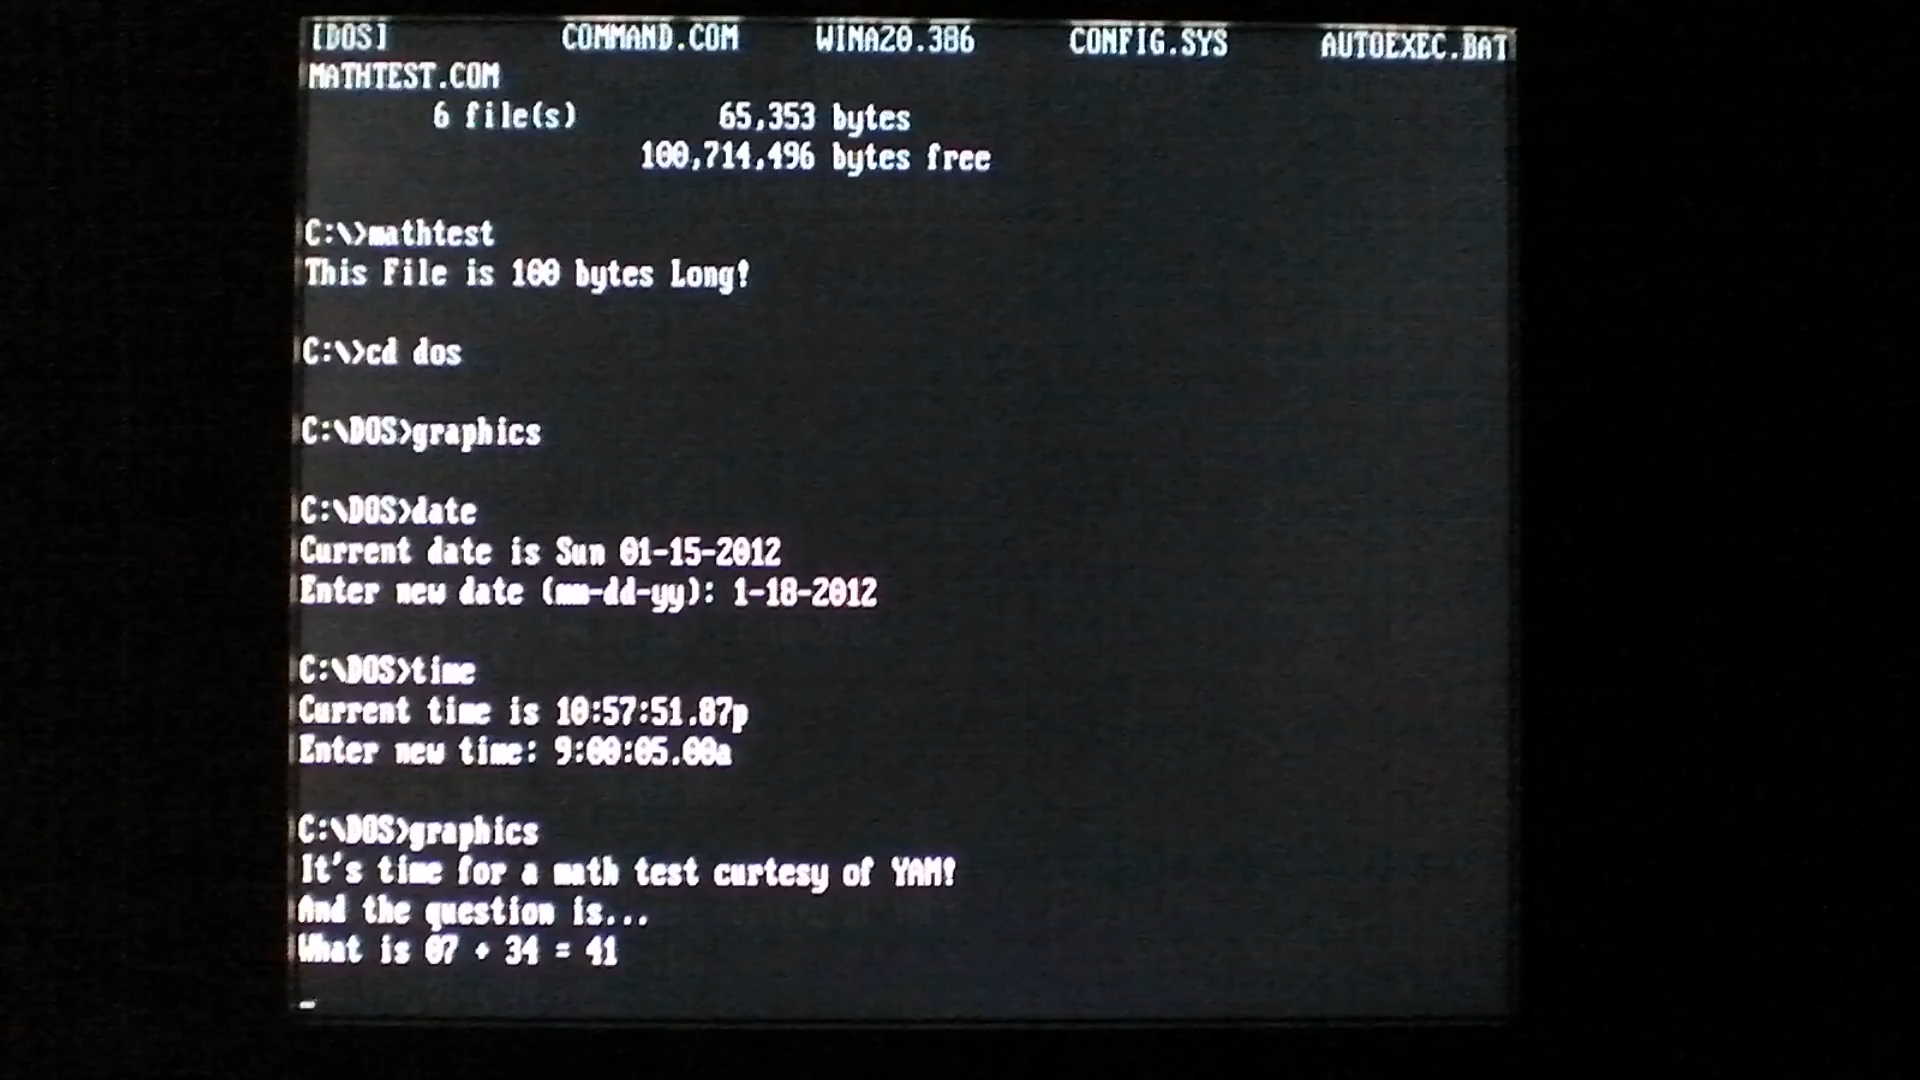 [DOS] COMMAND.COM WINA20.386 CONFIG.SYS AUTOEXEC.BAT
MATHTEST.COM
6 file(s) 65,353 bytes
100,714,496 bytes free
C:\>mathtest
This File is 100 bytes Long!
C:\>cd dos
C:\DOS>graphics
C:\DOS>date
Current date is Sun 01-15-2012
Enter new date (mm-dd-yy): 1-18-2012
C:\DOS>time
Current time is 10:57:51.87p
Enter new time: 9:00:05.00a
C:\DOS>graphics
It's time for a math test curtesy of YAM!
And the question is...
What is 07 + 34 = 41
_